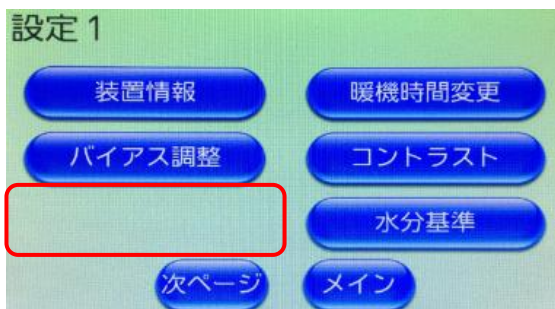 設定1
装置情報
暖機時間変更
バイアス調整
コントラスト
水分基準
次ページ
メイン